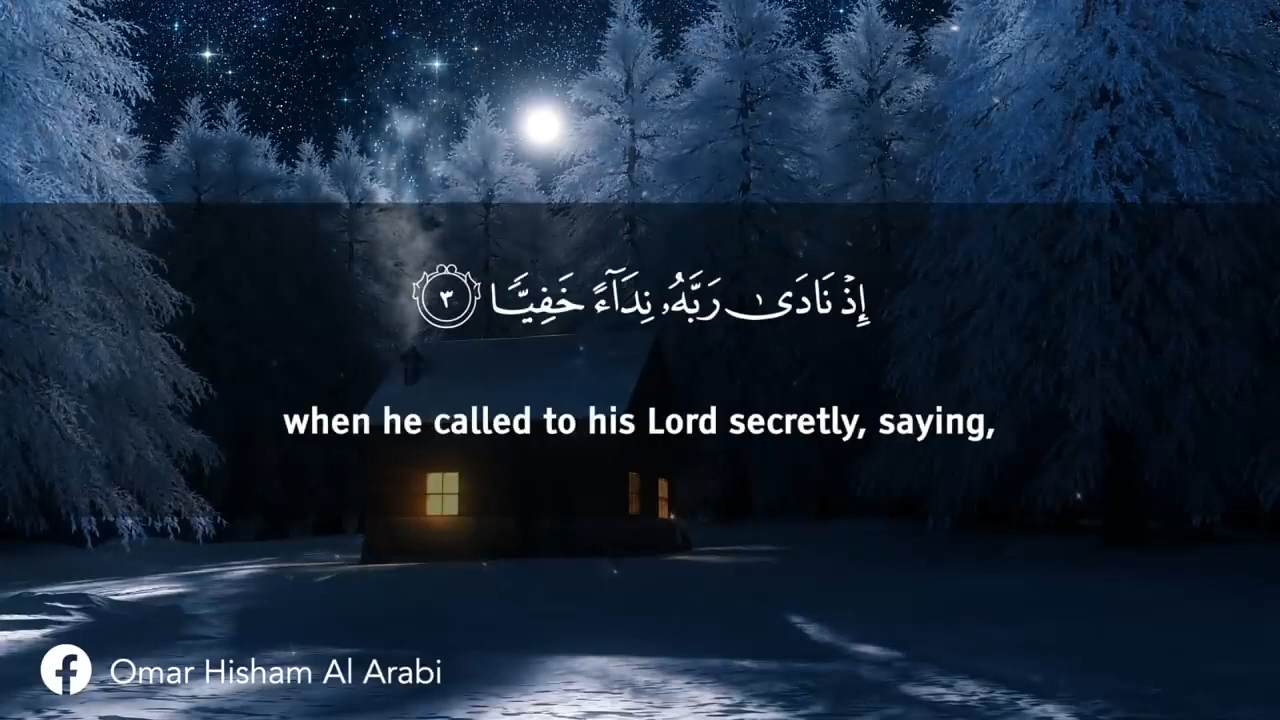 إِذْ نَادَىٰ رَبَّهُۥ نِدَآءً خَفِيًّا ٣
when he called to his Lord secretly, saying,
Omar Hisham Al Arabi